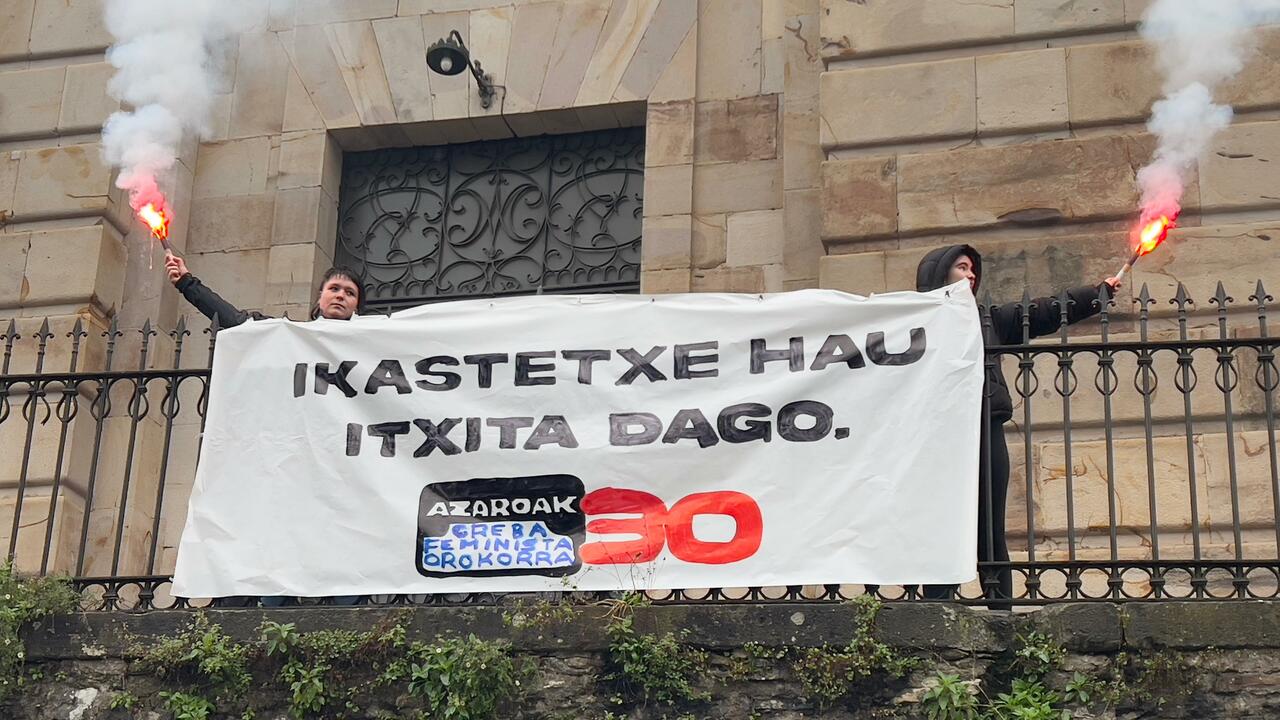 IKASTETXE HAU
ITXITA DAGO.
AZAROAK 30
GREBA
FEMINISTA
OROKORRA